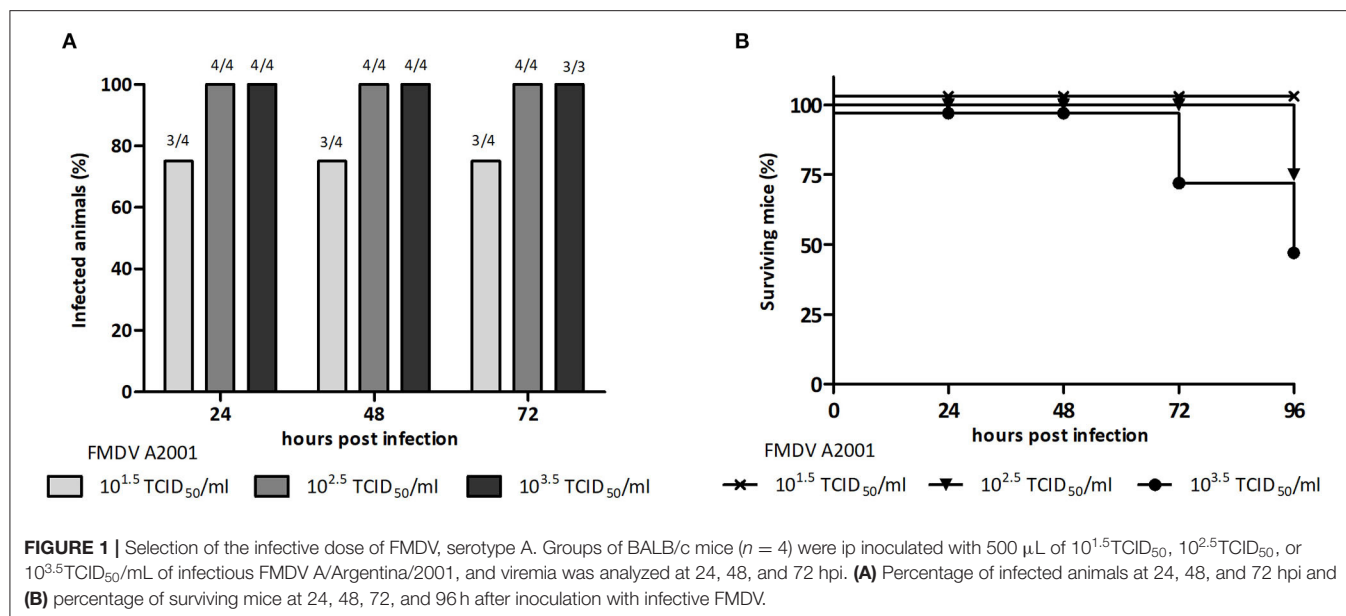 A
4/4 4/4 4/4 4/4 4/4 3/3
3/4 3/4 3/4
Infected animals (%)
100
80
60
40
20
0
24 48 72
hours post infection
FMDV A2001
10^1.5 TCID50/ml 10^2.5 TCID50/ml 10^3.5 TCID50/ml
B
Surviving mice (%)
100
75
50
25
0
0 24 48 72 96
hours post infection
FMDV A2001
10^1.5 TCID50/ml 10^2.5 TCID50/ml 10^3.5 TCID50/ml
FIGURE 1 | Selection of the infective dose of FMDV, serotype A. Groups of BALB/c mice (n = 4) were ip inoculated with 500 μL of 10^1.5TCID50, 10^2.5TCID50, or
10^3.5TCID50/mL of infectious FMDV A/Argentina/2001, and viremia was analyzed at 24, 48, and 72 hpi. (A) Percentage of infected animals at 24, 48, and 72 hpi and
(B) percentage of surviving mice at 24, 48, 72, and 96 h after inoculation with infective FMDV.